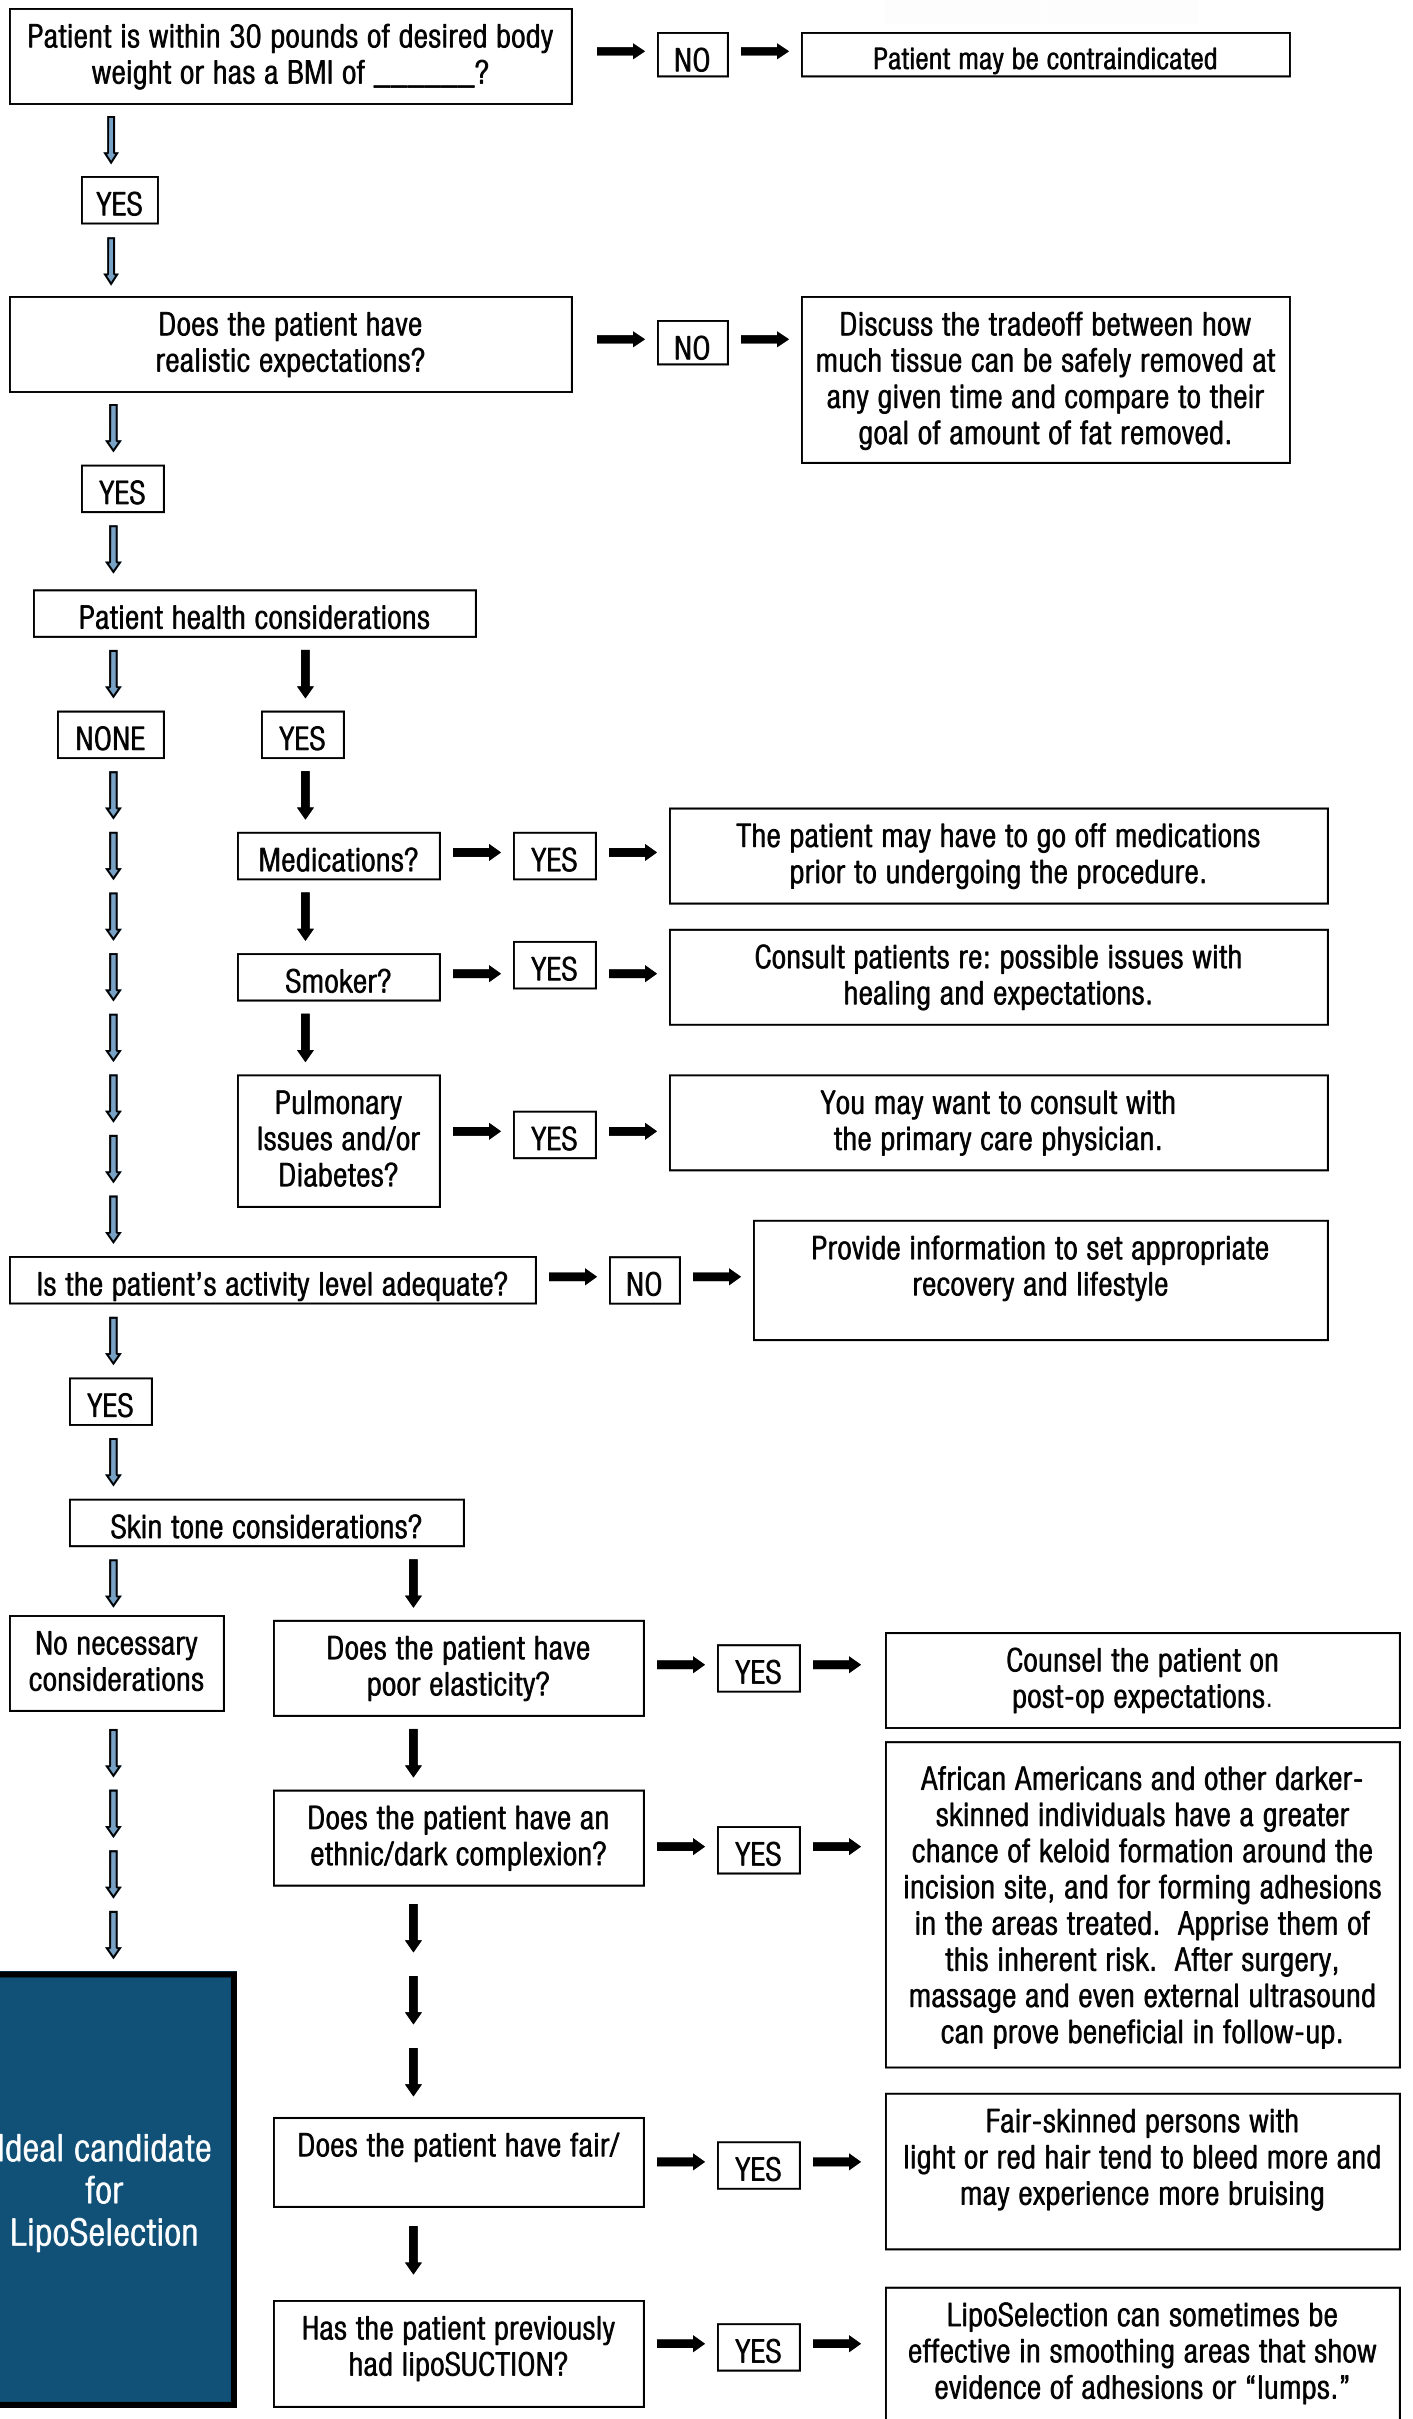 Patient is within 30 pounds of desired body
weight or has a BMI of ______?
NO
Patient may be contraindicated
YES
Does the patient have
realistic expectations?
NO
Discuss the tradeoff between how
much tissue can be safely removed at
any given time and compare to their
goal of amount of fat removed.
YES
Patient health considerations
NONE
YES
Medications?
YES
The patient may have to go off medications
prior to undergoing the procedure.
Smoker?
YES
Consult patients re: possible issues with
healing and expectations.
Pulmonary
Issues and/or
Diabetes?
YES
You may want to consult with
the primary care physician.
Is the patient’s activity level adequate?
NO
Provide information to set appropriate
recovery and lifestyle
YES
Skin tone considerations?
No necessary
considerations
Does the patient have
poor elasticity?
YES
Counsel the patient on
post-op expectations.
Does the patient have an
ethnic/dark complexion?
YES
African Americans and other darker-
skinned individuals have a greater
chance of keloid formation around the
incision site, and for forming adhesions
in the areas treated.  Apprise them of
this inherent risk.  After surgery,
massage and even external ultrasound
can prove beneficial in follow-up.
Ideal candidate
for
LipoSelection
Does the patient have fair/
YES
Fair-skinned persons with
light or red hair tend to bleed more and
may experience more bruising
Has the patient previously
had lipoSUCTION?
YES
LipoSelection can sometimes be
effective in smoothing areas that show
evidence of adhesions or “lumps.”